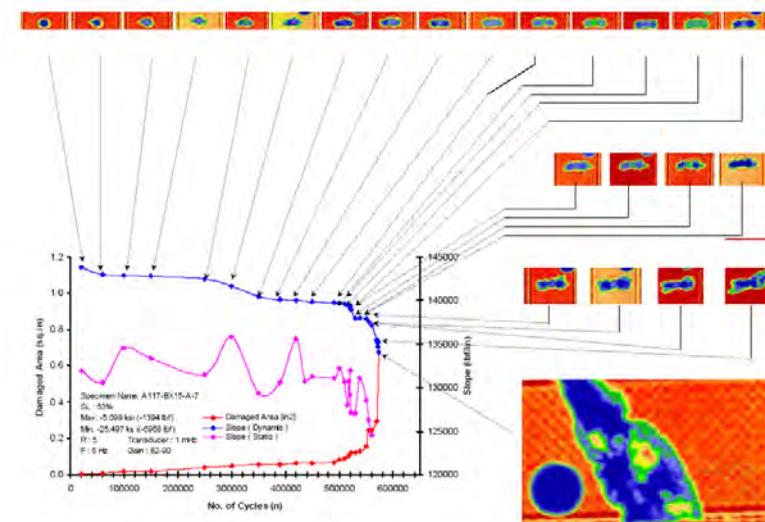 1.2
1.0
0.8
0.6
0.4
0.2
0.0
Damaged Area (sq.in)
145000
140000
135000
130000
125000
120000
Slope (lbf/in)
Specimen Name: A117-BX15-A-7
SL : 53%
Max: -5.099 ksi (-1394 lbf)
Min. -25.497 ks (-6968 lbf)
R : 5 Transducer : 1 mHz
F : 5 Hz Gain : 82-90
Damaged Area (in2)
Slope ( Dynamic )
Slope ( Static )
0 100000 200000 300000 400000 500000 600000
No. of Cycles (n)